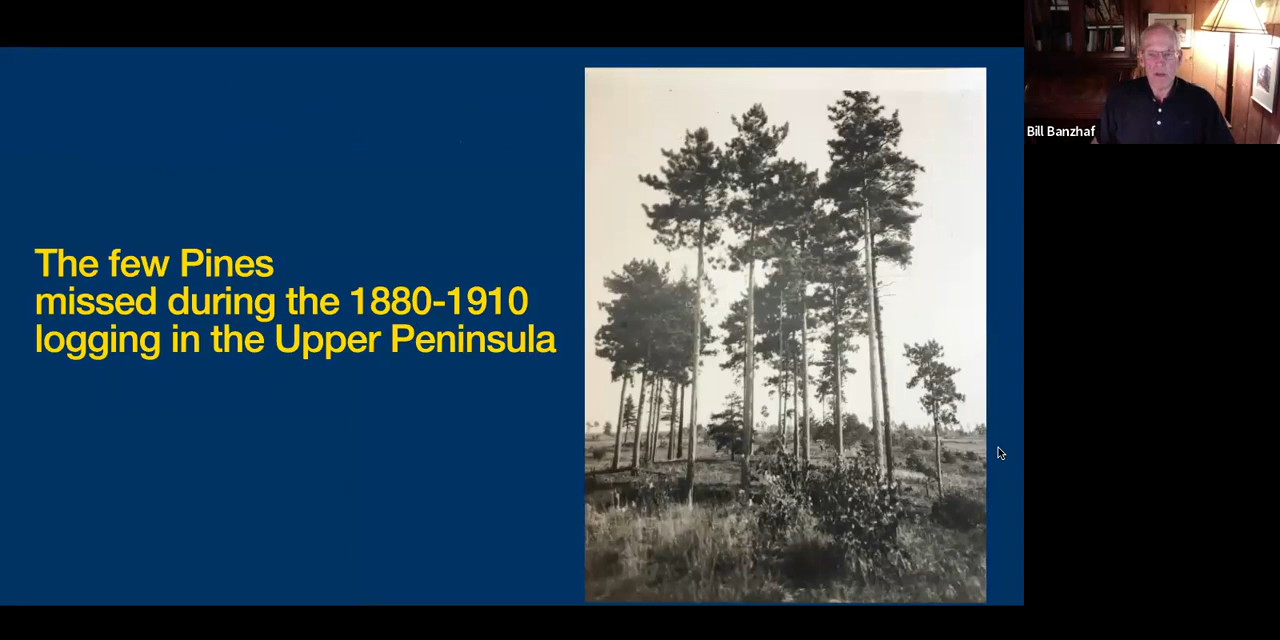 The few Pines
missed during the 1880-1910
logging in the Upper Peninsula
Bill Banzhaf